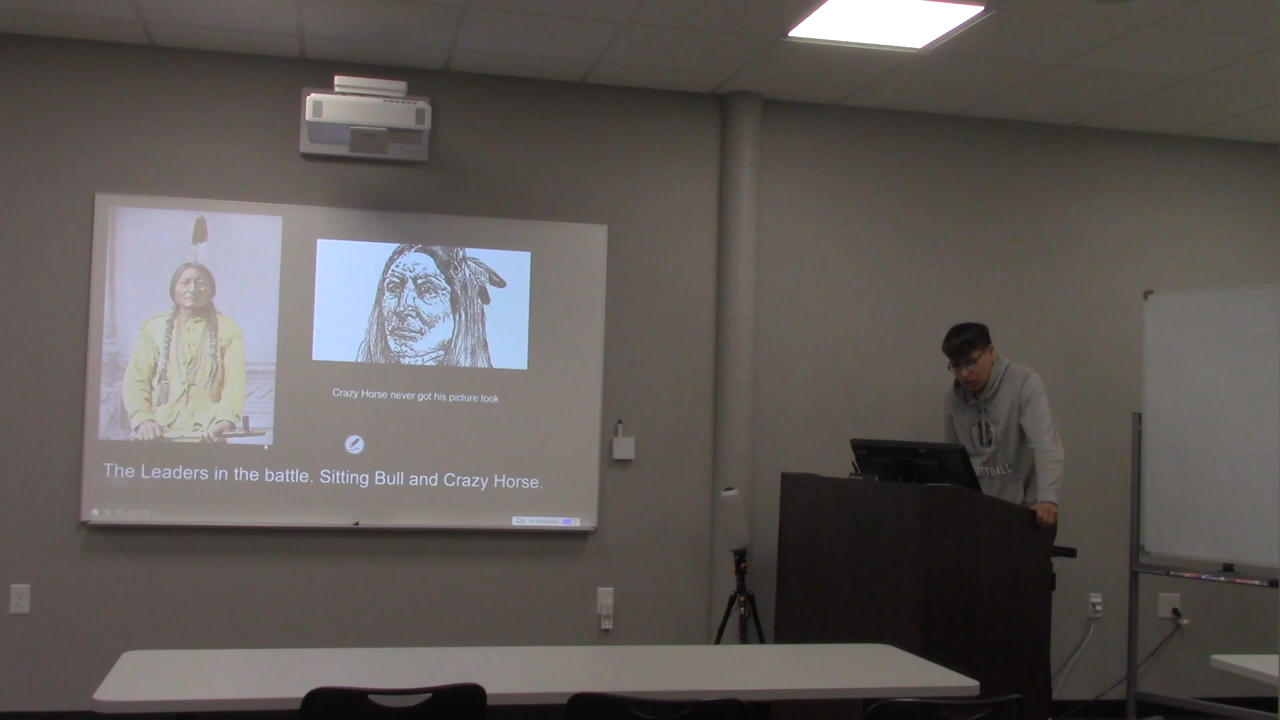 Crazy Horse never got his picture took
The Leaders in the battle. Sitting Bull and Crazy Horse.